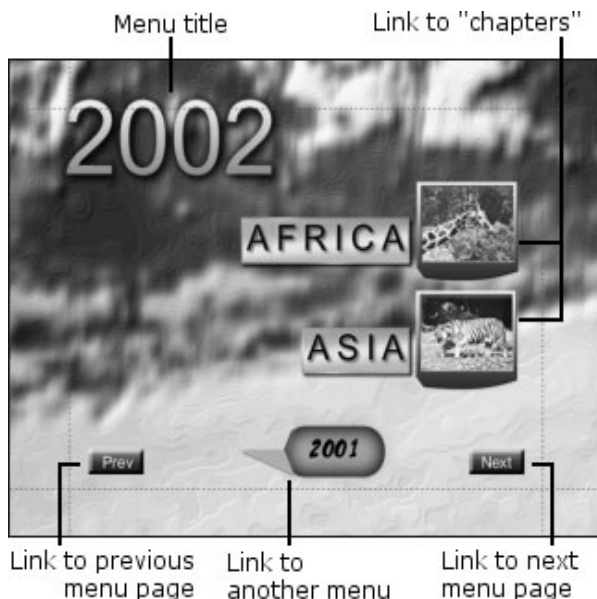 Menu title
Link to "chapters"
2002
AFRICA
ASIA
2001
Prev
Next
Link to previous
menu page
Link to
another menu
Link to next
menu page